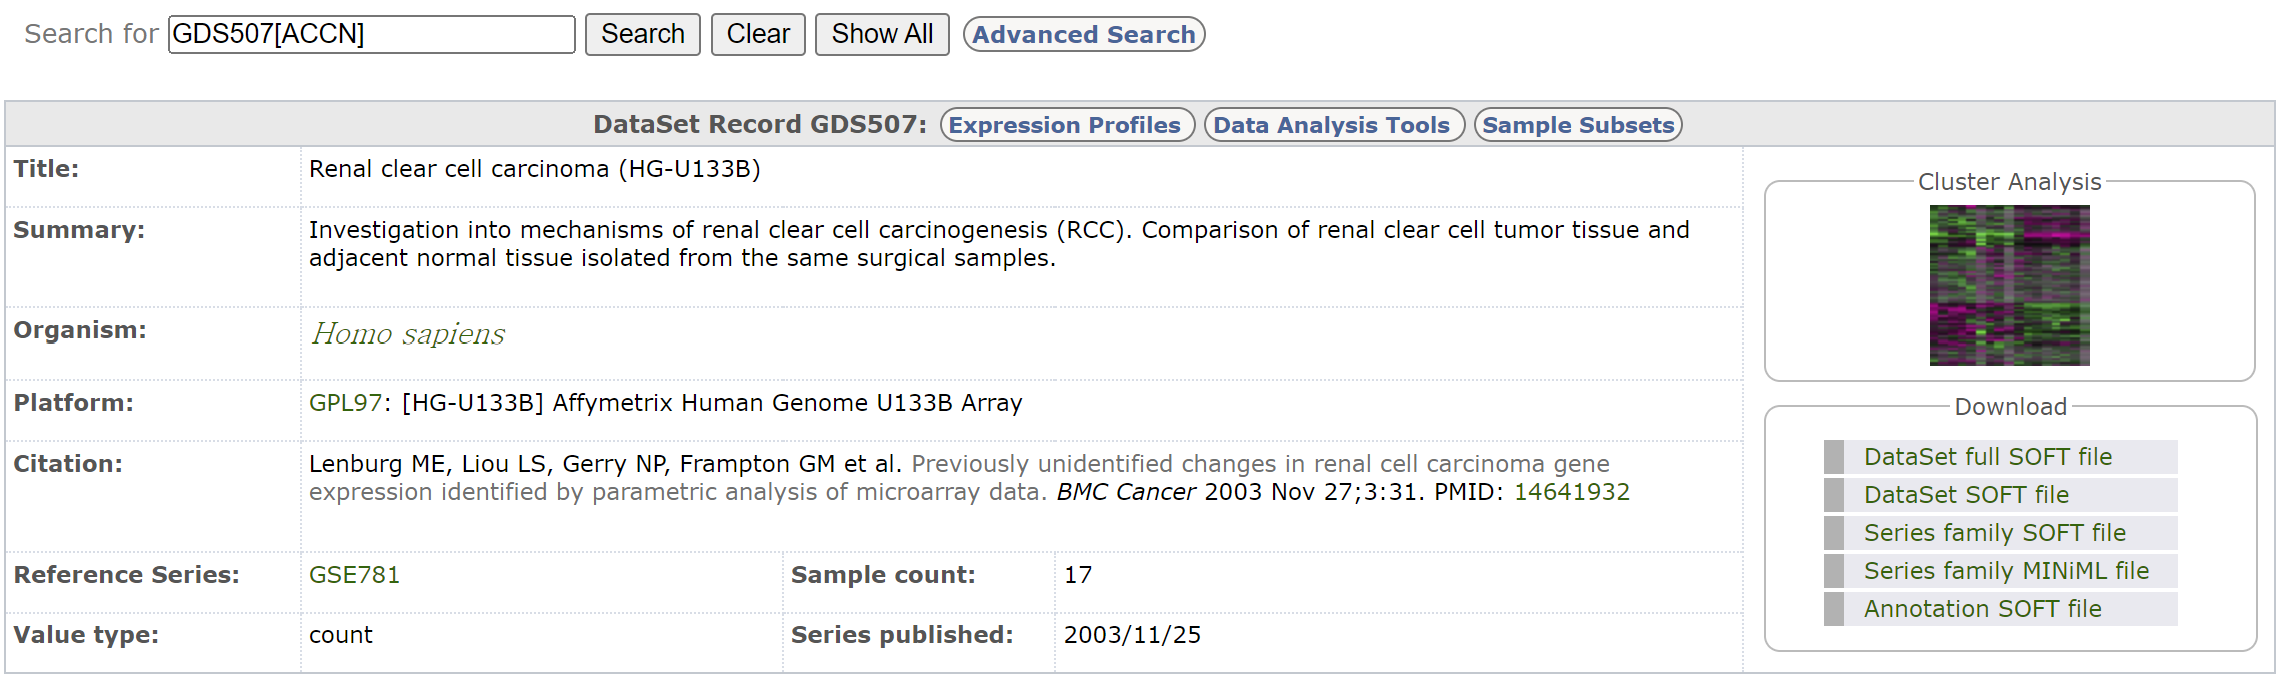 Search for GDS507[ACCN] Search Clear Show All Advanced Search
DataSet Record GDS507: Expression Profiles Data Analysis Tools Sample Subsets
Title: Renal clear cell carcinoma (HG-U133B)
Summary: Investigation into mechanisms of renal clear cell carcinogenesis (RCC). Comparison of renal clear cell tumor tissue and
adjacent normal tissue isolated from the same surgical samples.
Organism: Homo sapiens
Platform: GPL97: [HG-U133B] Affymetrix Human Genome U133B Array
Citation: Lenburg ME, Liou LS, Gerry NP, Frampton GM et al. Previously unidentified changes in renal cell carcinoma gene
expression identified by parametric analysis of microarray data. BMC Cancer 2003 Nov 27;3:31. PMID: 14641932
Reference Series: GSE781 Sample count: 17
Value type: count Series published: 2003/11/25
Cluster Analysis
Download
DataSet full SOFT file
DataSet SOFT file
Series family SOFT file
Series family MINiML file
Annotation SOFT file